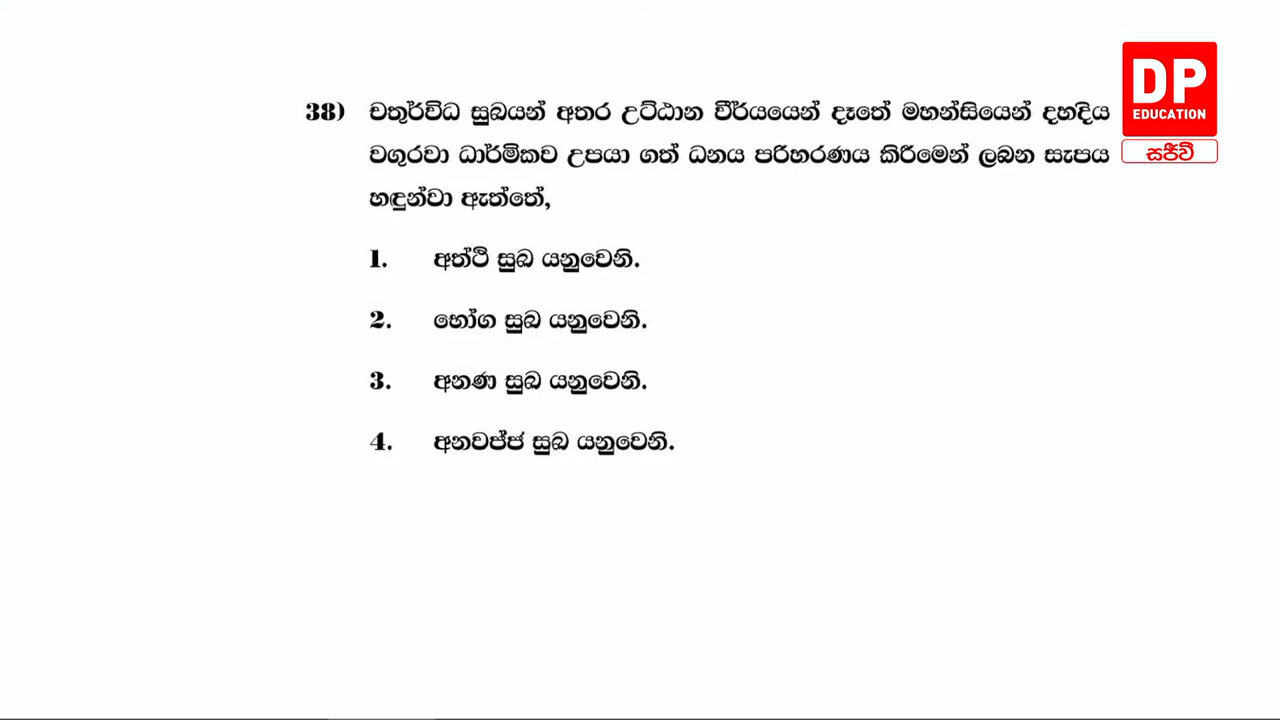 38) චතුර්විධ සුඛයන් අතර උට්ඨාන වීර්යයෙන් දෑතේ මහන්සියෙන් දහදිය
වගුරවා ධාර්මිකව උපයා ගත් ධනය පරිහරණය කිරීමෙන් ලබන සැපය
හඳුන්වා ඇත්තේ,
1. අත්ථි සුඛ යනුවෙනි.
2. භෝග සුඛ යනුවෙනි.
3. අනණ සුඛ යනුවෙනි.
4. අනවජ්ජ සුඛ යනුවෙනි.
DP
EDUCATION
සජීවී